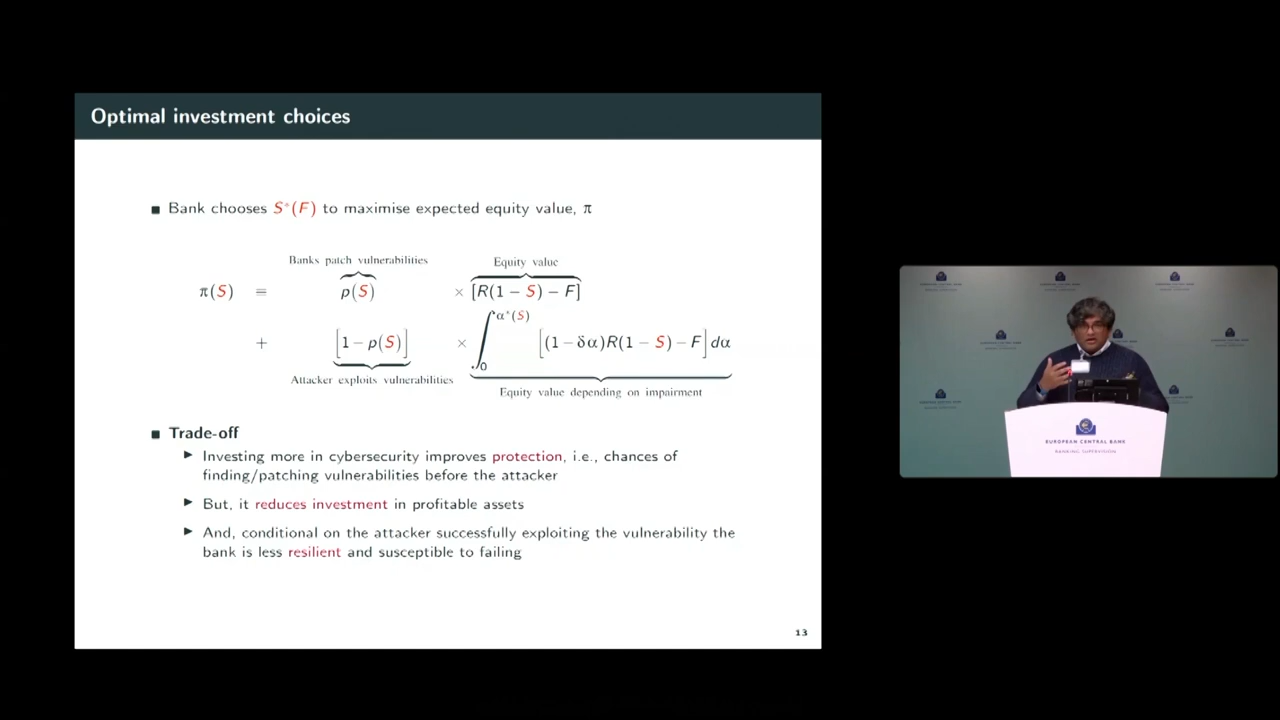 Optimal investment choices
Bank chooses S*(F) to maximise expected equity value, π
Banks patch vulnerabilities
Equity value
π(S) = p(S) × [R(1 − S) − F]
+ [1 − p(S)] × ∫₀^α*(S) [(1 − δα)R(1 − S) − F] dα
Attacker exploits vulnerabilities
Equity value depending on impairment
Trade-off
Investing more in cybersecurity improves protection, i.e., chances of
finding/patching vulnerabilities before the attacker
But, it reduces investment in profitable assets
And, conditional on the attacker successfully exploiting the vulnerability the
bank is less resilient and susceptible to failing
13
EUROPEAN CENTRAL BANK
BANKING SUPERVISION